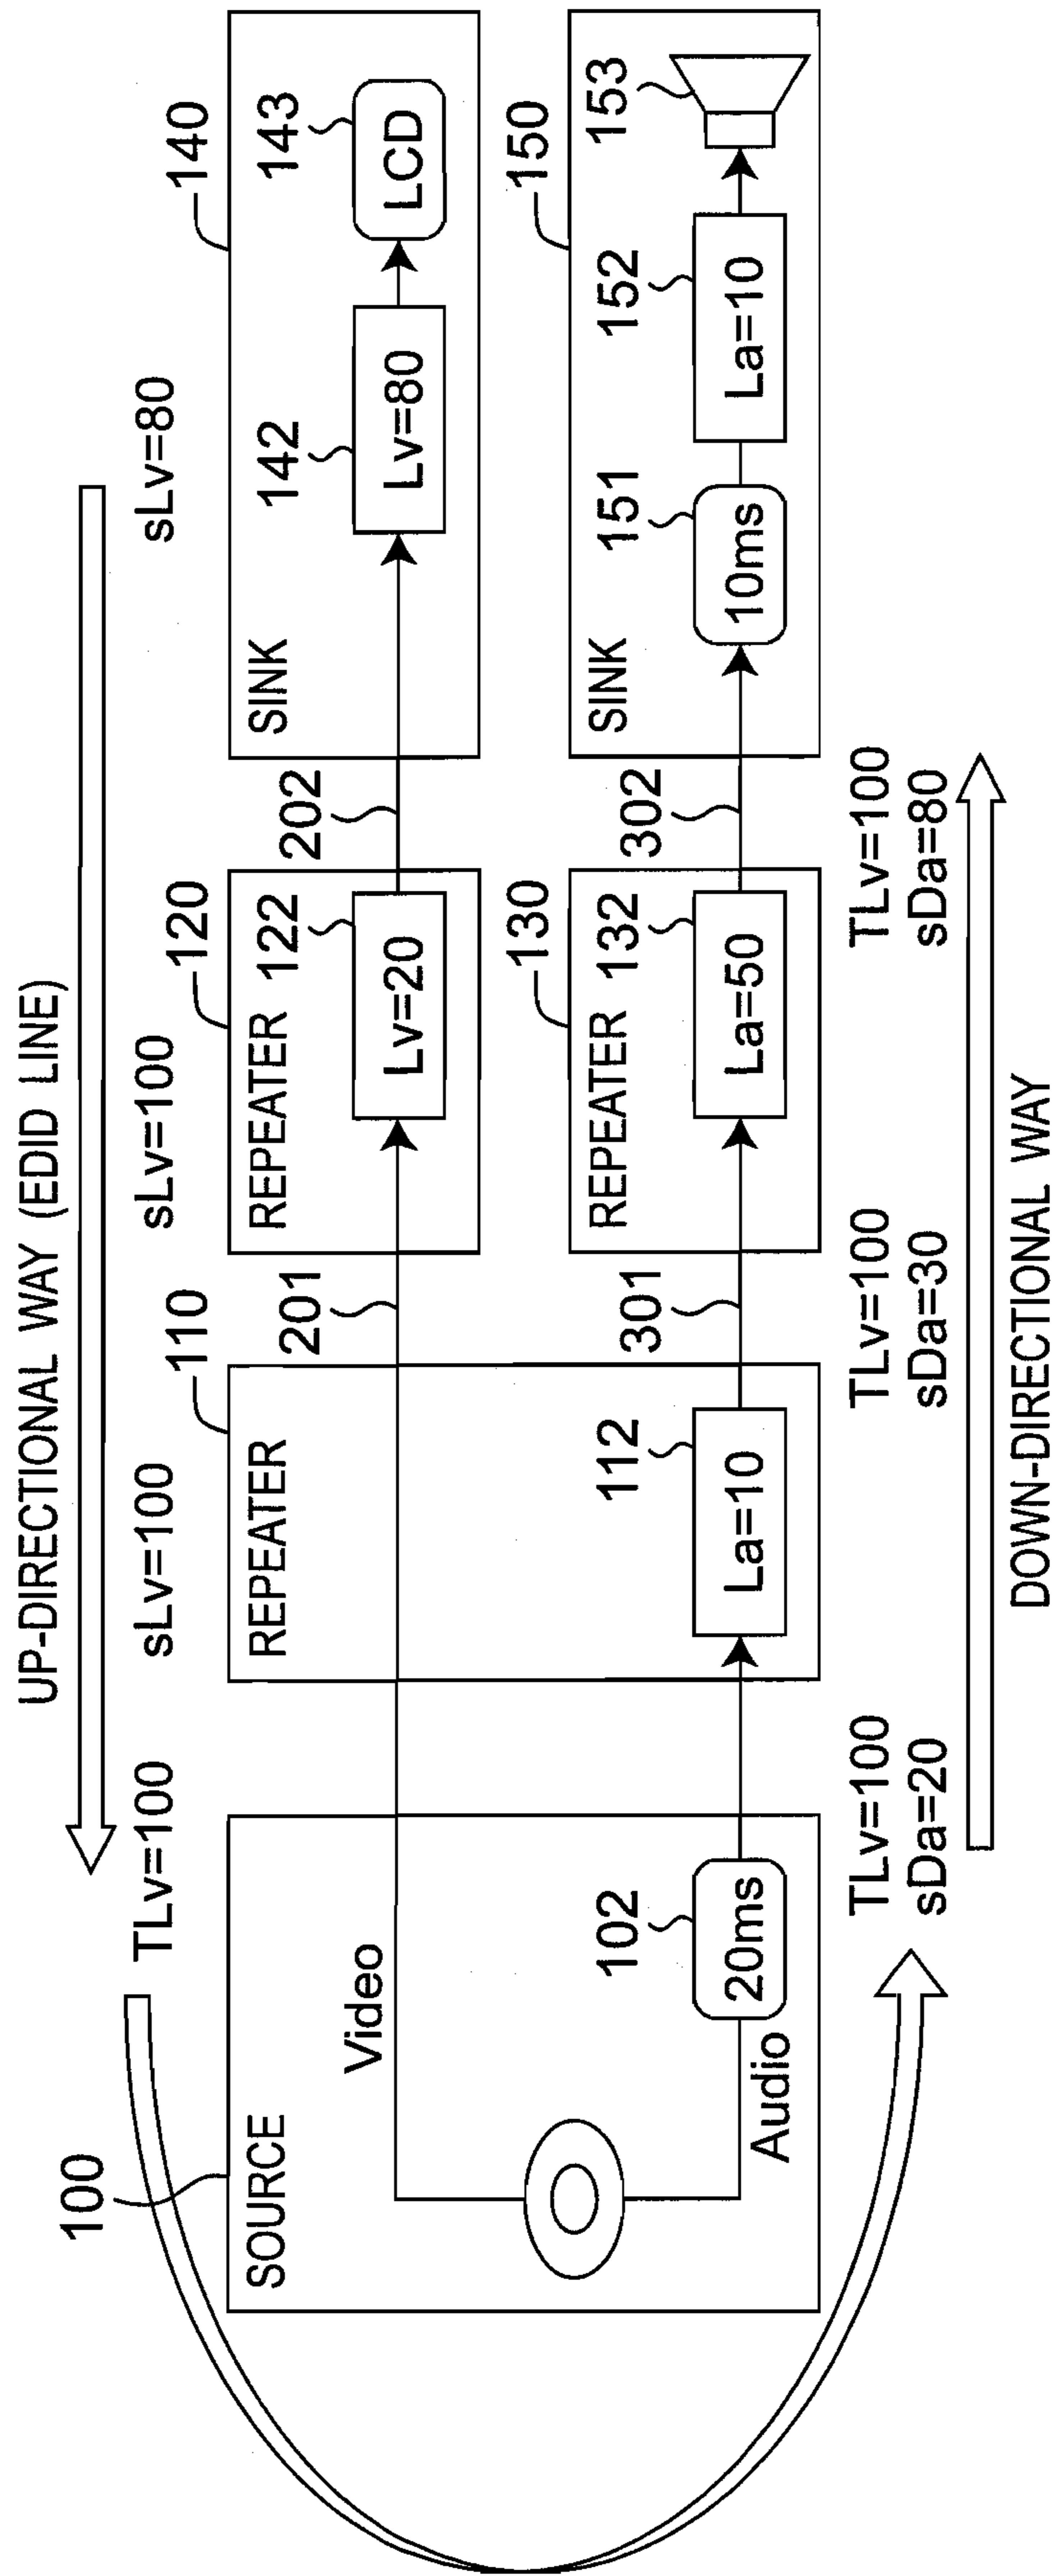 UP-DIRECTIONAL WAY (EDID LINE)
TLv=100
sLv=100
sLv=100
sLv=80
100
SOURCE
Video
Audio
102
20ms
110
REPEATER
112
La=10
201
301
120
REPEATER
122
Lv=20
130
REPEATER
132
La=50
202
302
140
SINK
142
Lv=80
143
LCD
150
SINK
151
10ms
152
La=10
153
TLv=100
sDa=20
TLv=100
sDa=30
TLv=100
sDa=80
DOWN-DIRECTIONAL WAY